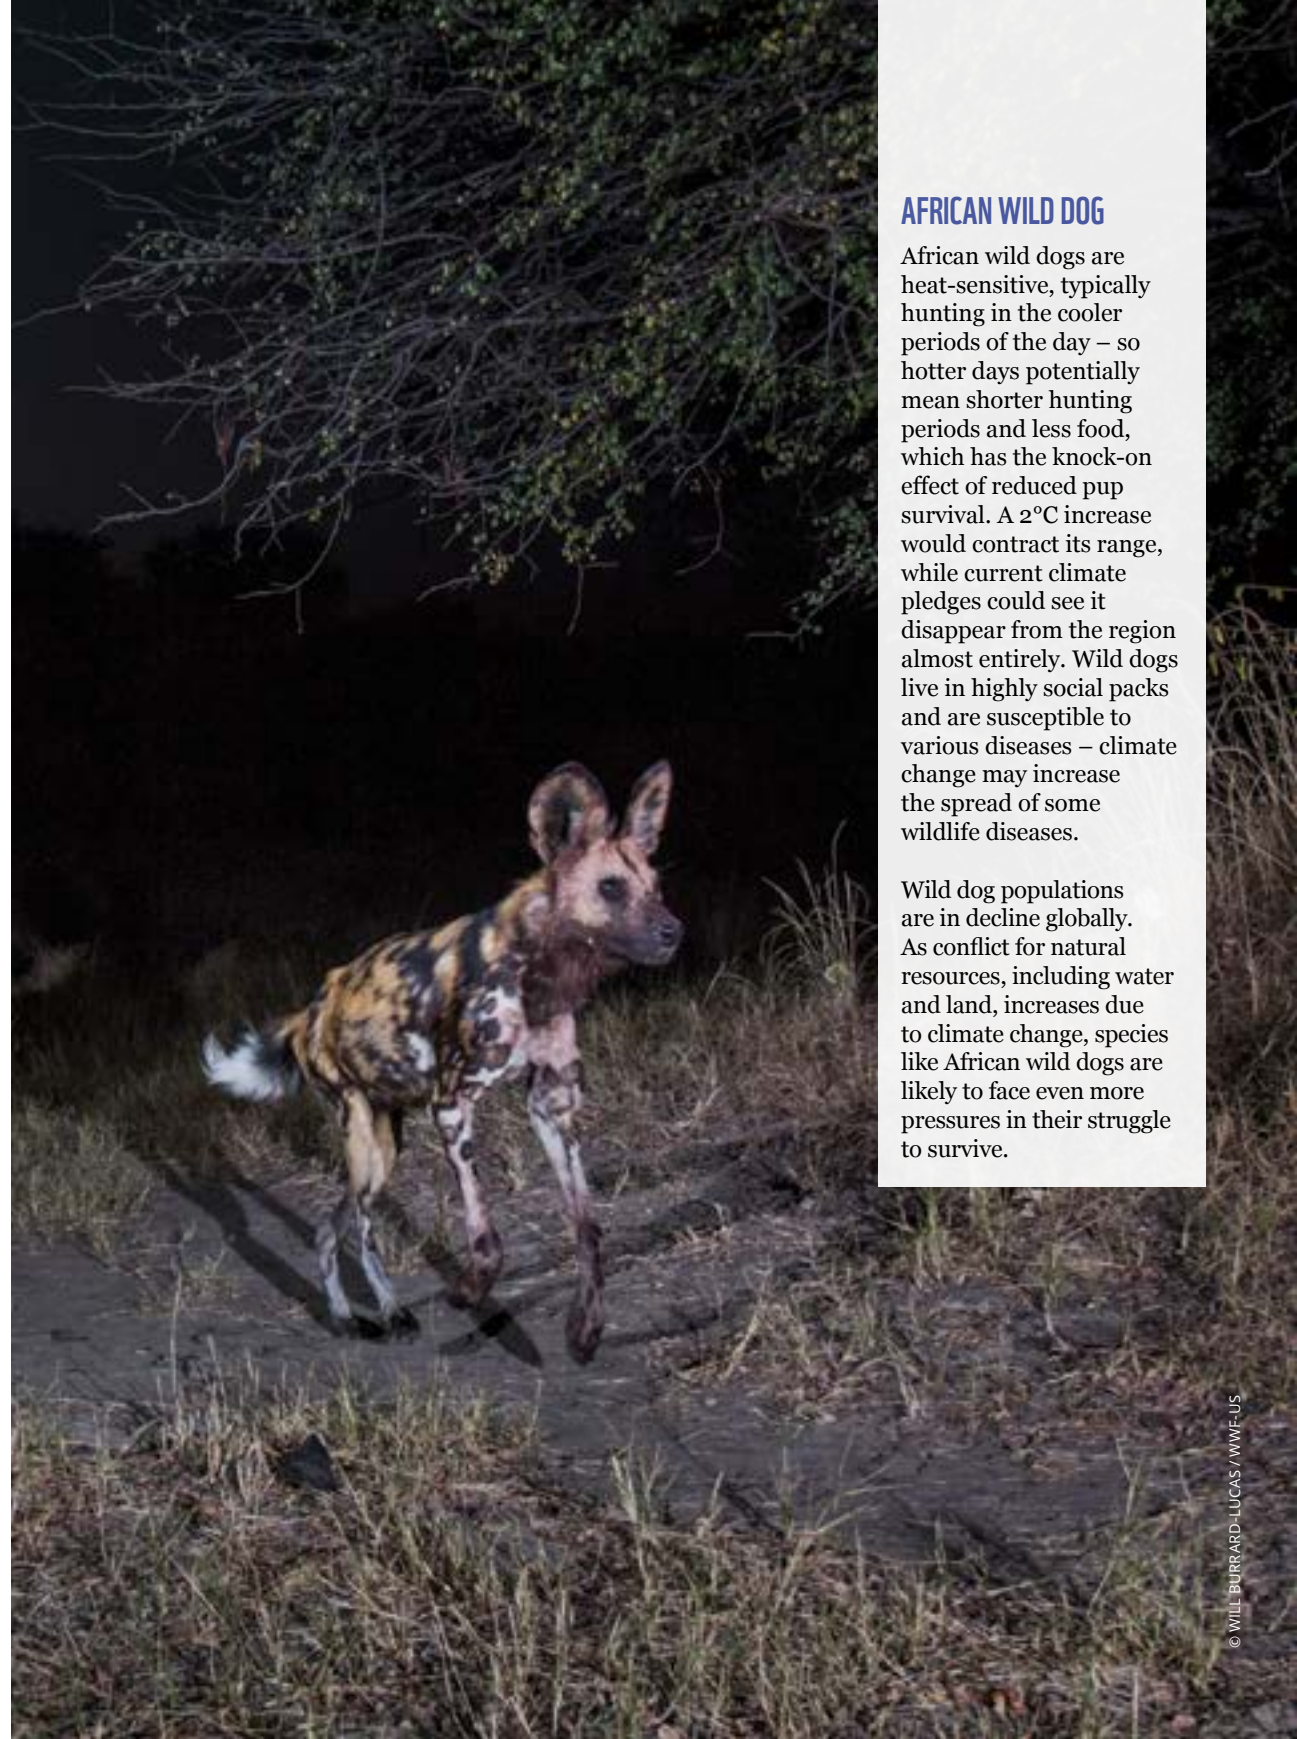 AFRICAN WILD DOG
African wild dogs are
heat-sensitive, typically
hunting in the cooler
periods of the day – so
hotter days potentially
mean shorter hunting
periods and less food,
which has the knock-on
effect of reduced pup
survival. A 2°C increase
would contract its range,
while current climate
pledges could see it
disappear from the region
almost entirely. Wild dogs
live in highly social packs
and are susceptible to
various diseases – climate
change may increase
the spread of some
wildlife diseases.
Wild dog populations
are in decline globally.
As conflict for natural
resources, including water
and land, increases due
to climate change, species
like African wild dogs are
likely to face even more
pressures in their struggle
to survive.
© WILL BURRARD-LUCAS / WWF-US